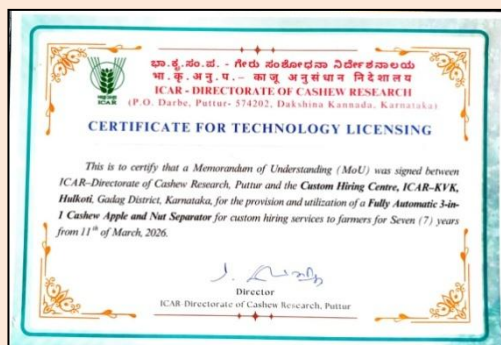 ಭಾ.ಕೃ.ಸಂ.ಪ. - ಗೇರು ಸಂಶೋಧನಾ ನಿರ್ದೇಶನಾಲಯ
भा. कृ. अनु. प. – काजू अनुसंधान निदेशालय
ICAR - DIRECTORATE OF CASHEW RESEARCH
(P.O. Darbe, Puttur- 574202, Dakshina Kannada, Karnataka)
ICAR
CERTIFICATE FOR TECHNOLOGY LICENSING
This is to certify that a Memorandum of Understanding (MoU) was signed between
ICAR–Directorate of Cashew Research, Puttur and the Custom Hiring Centre, ICAR–KVK,
Hulkoti, Gadag District, Karnataka, for the provision and utilization of a Fully Automatic 3-in-
1 Cashew Apple and Nut Separator for custom hiring services to farmers for Seven (7) years
from 11th of March, 2026.
Director
ICAR-Directorate of Cashew Research, Puttur